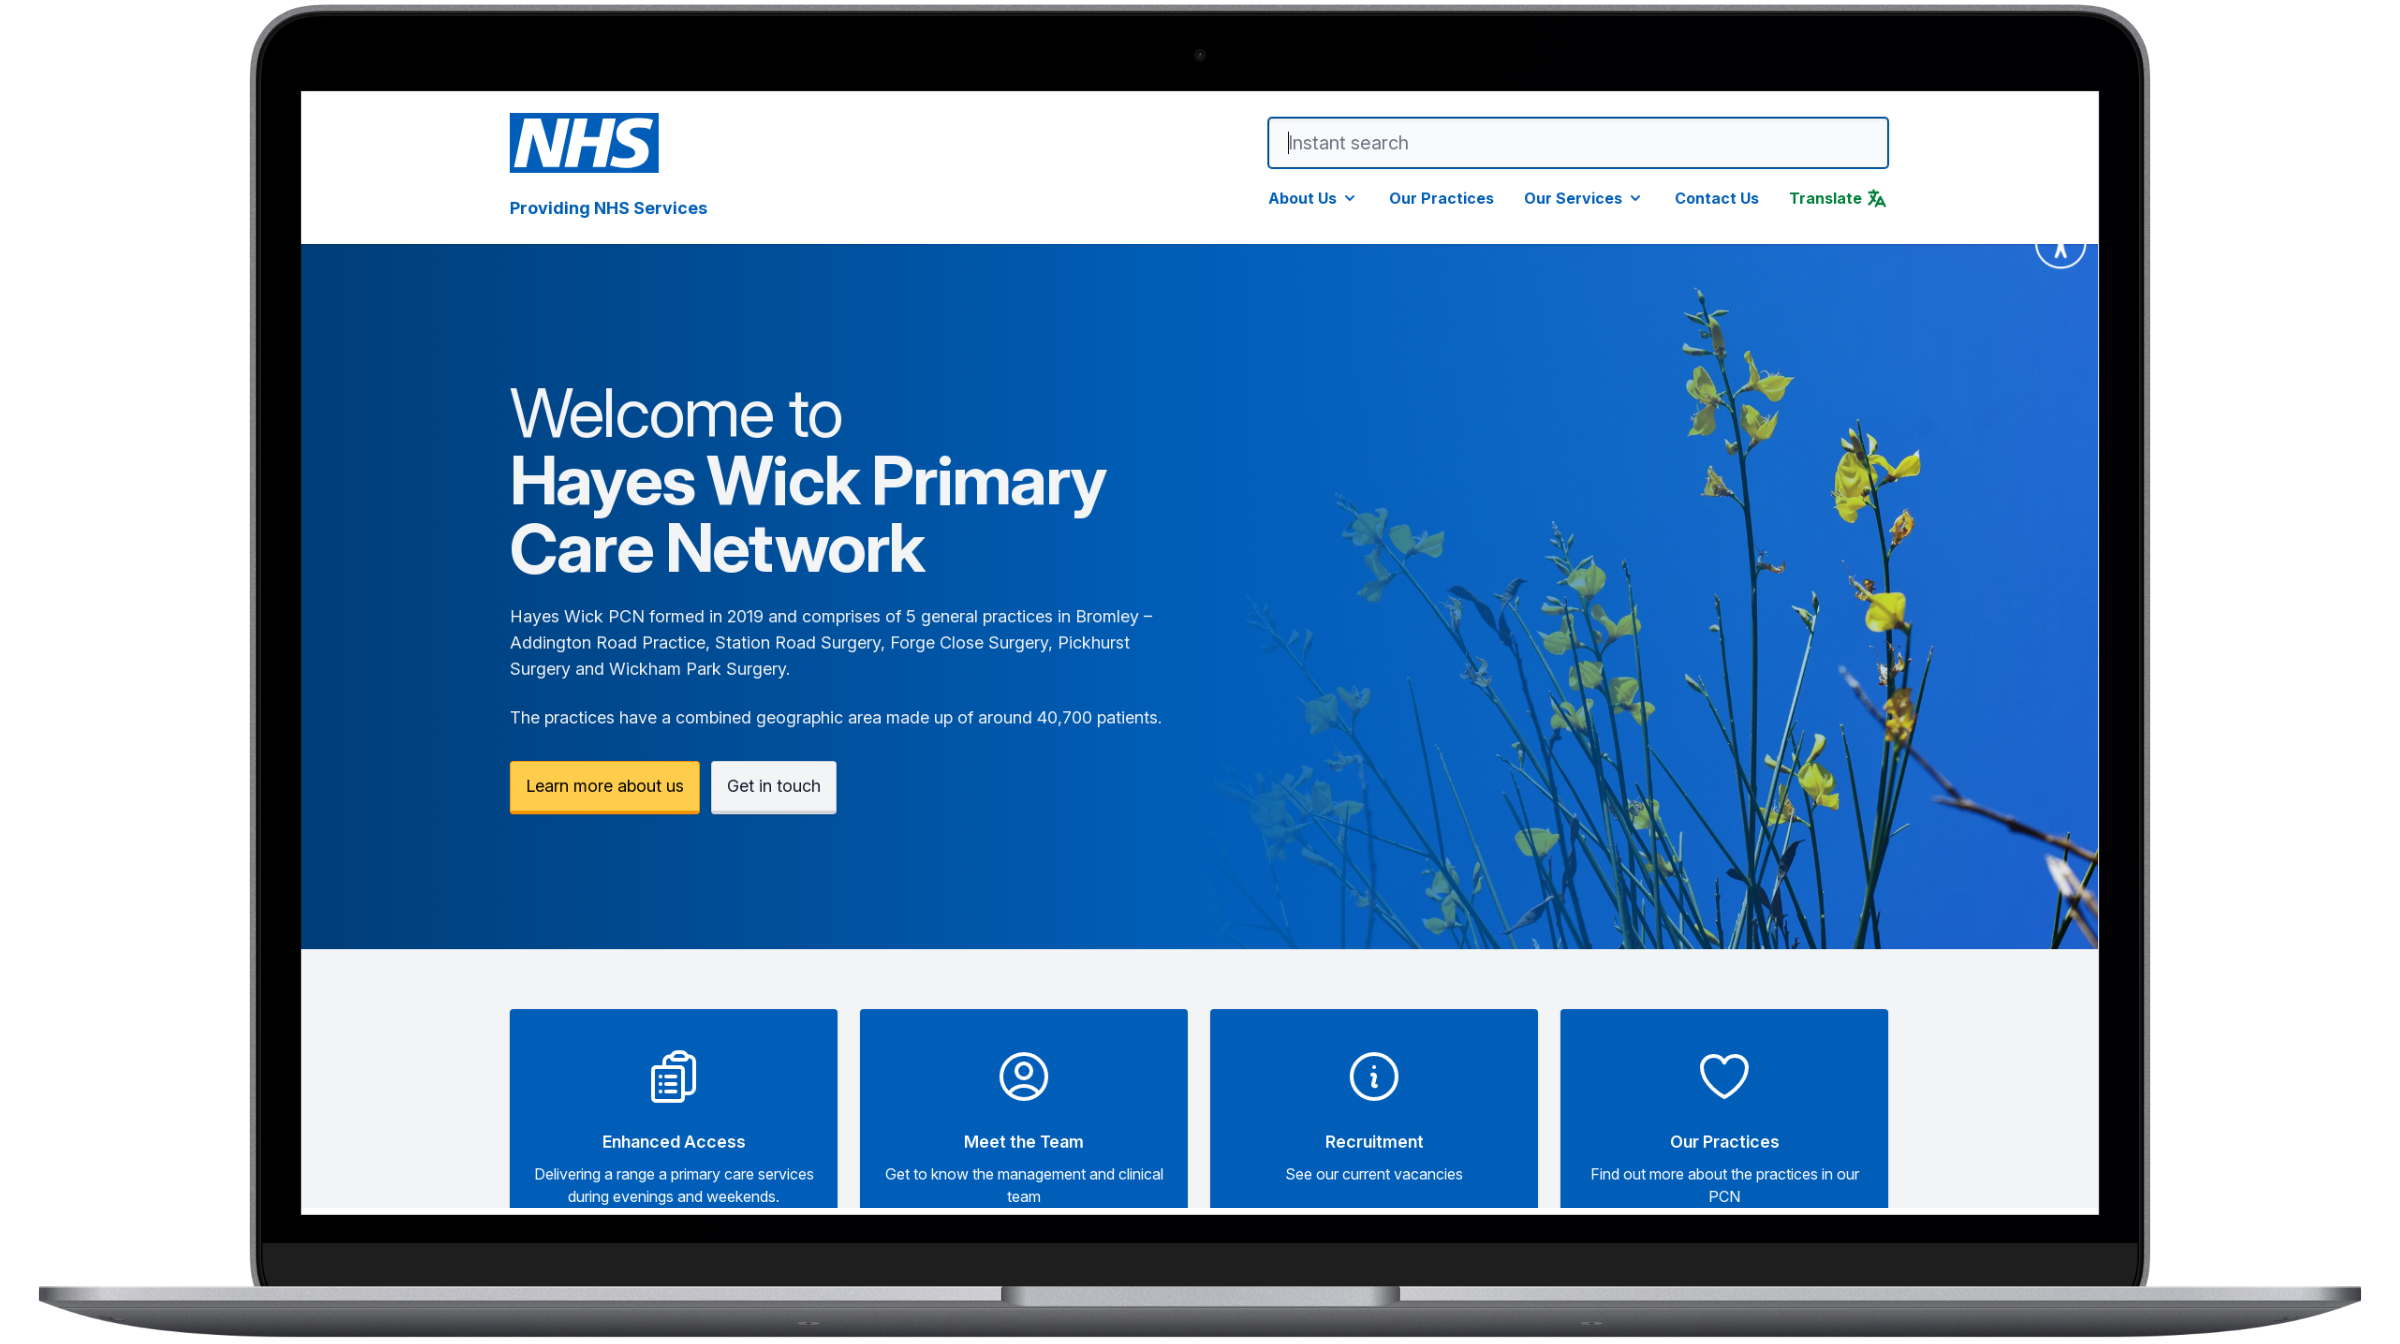 NHS
Providing NHS Services
Instant search
About Us
Our Practices
Our Services
Contact Us
Translate
Welcome to
Hayes Wick Primary
Care Network
Hayes Wick PCN formed in 2019 and comprises of 5 general practices in Bromley –
Addington Road Practice, Station Road Surgery, Forge Close Surgery, Pickhurst
Surgery and Wickham Park Surgery.
The practices have a combined geographic area made up of around 40,700 patients.
Learn more about us
Get in touch
Enhanced Access
Delivering a range a primary care services
during evenings and weekends.
Meet the Team
Get to know the management and clinical
team
Recruitment
See our current vacancies
Our Practices
Find out more about the practices in our
PCN